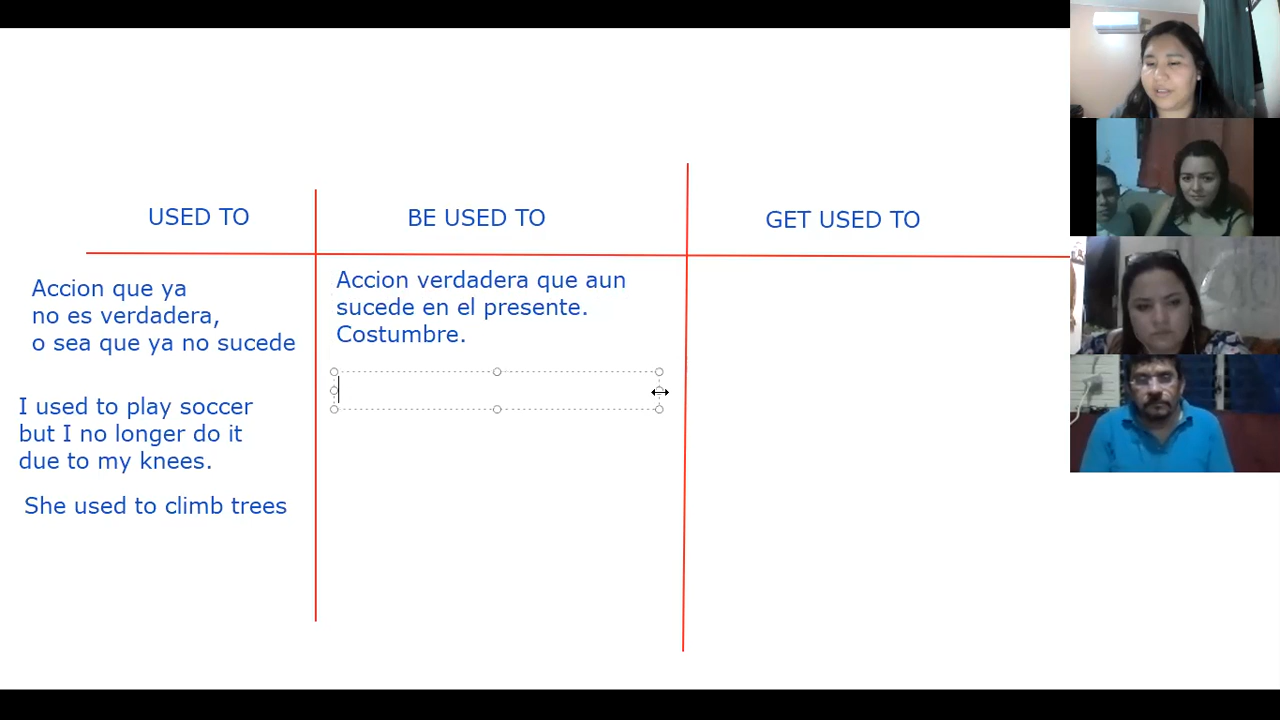 USED TO
BE USED TO
GET USED TO
Accion que ya
no es verdadera,
o sea que ya no sucede
I used to play soccer
but I no longer do it
due to my knees.
She used to climb trees
Accion verdadera que aun
sucede en el presente.
Costumbre.